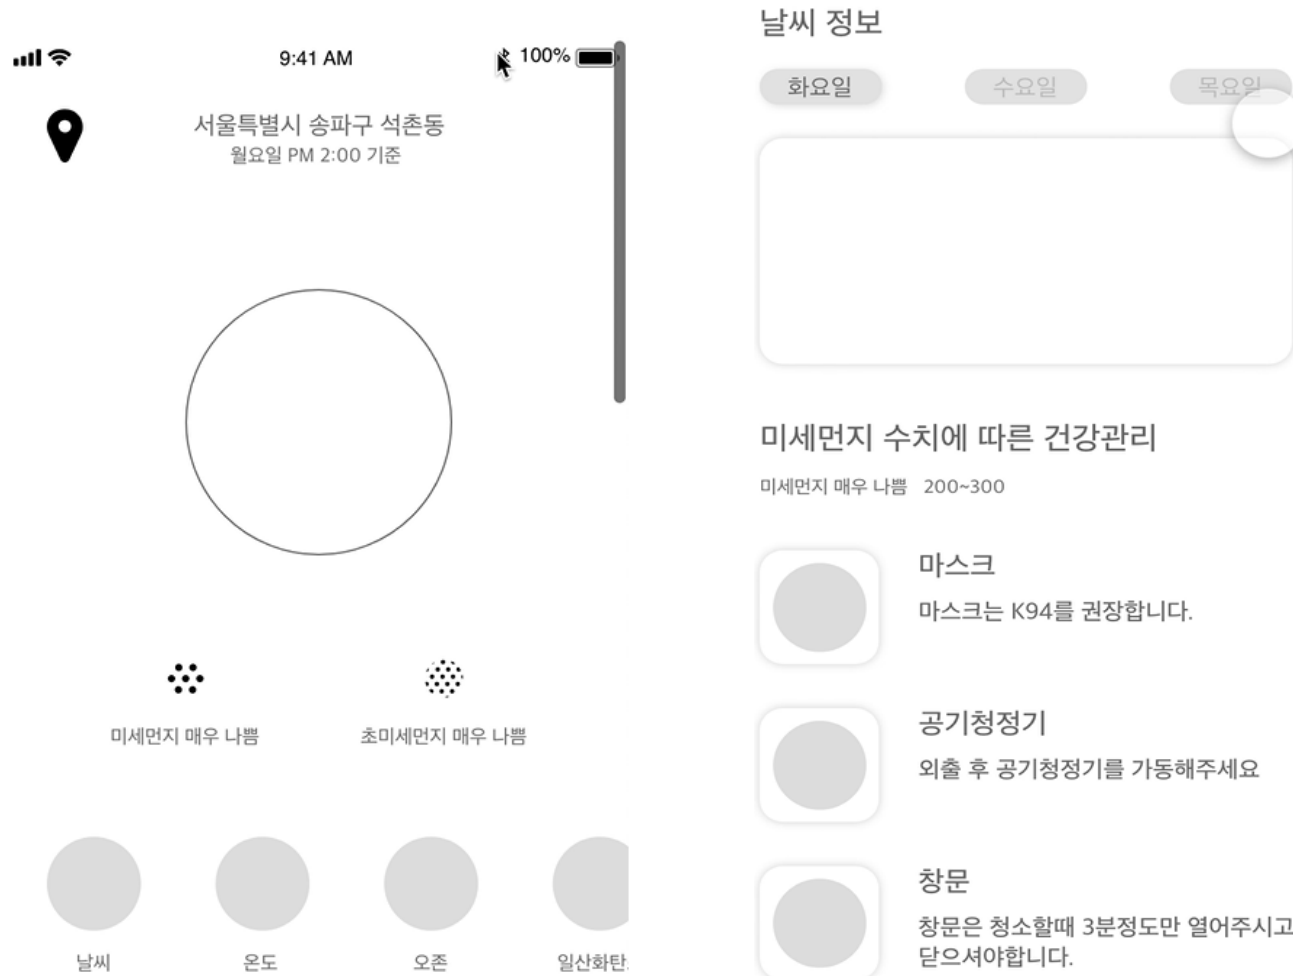 9:41 AM
100%
서울특별시 송파구 석촌동
월요일 PM 2:00 기준
미세먼지 매우 나쁨
초미세먼지 매우 나쁨
날씨
온도
오존
일산화탄
날씨 정보
화요일
수요일
목요일
미세먼지 수치에 따른 건강관리
미세먼지 매우 나쁨 200~300
마스크
마스크는 K94를 권장합니다.
공기청정기
외출 후 공기청정기를 가동해주세요
창문
창문은 청소할때 3분정도만 열어주시고
닫으셔야합니다.